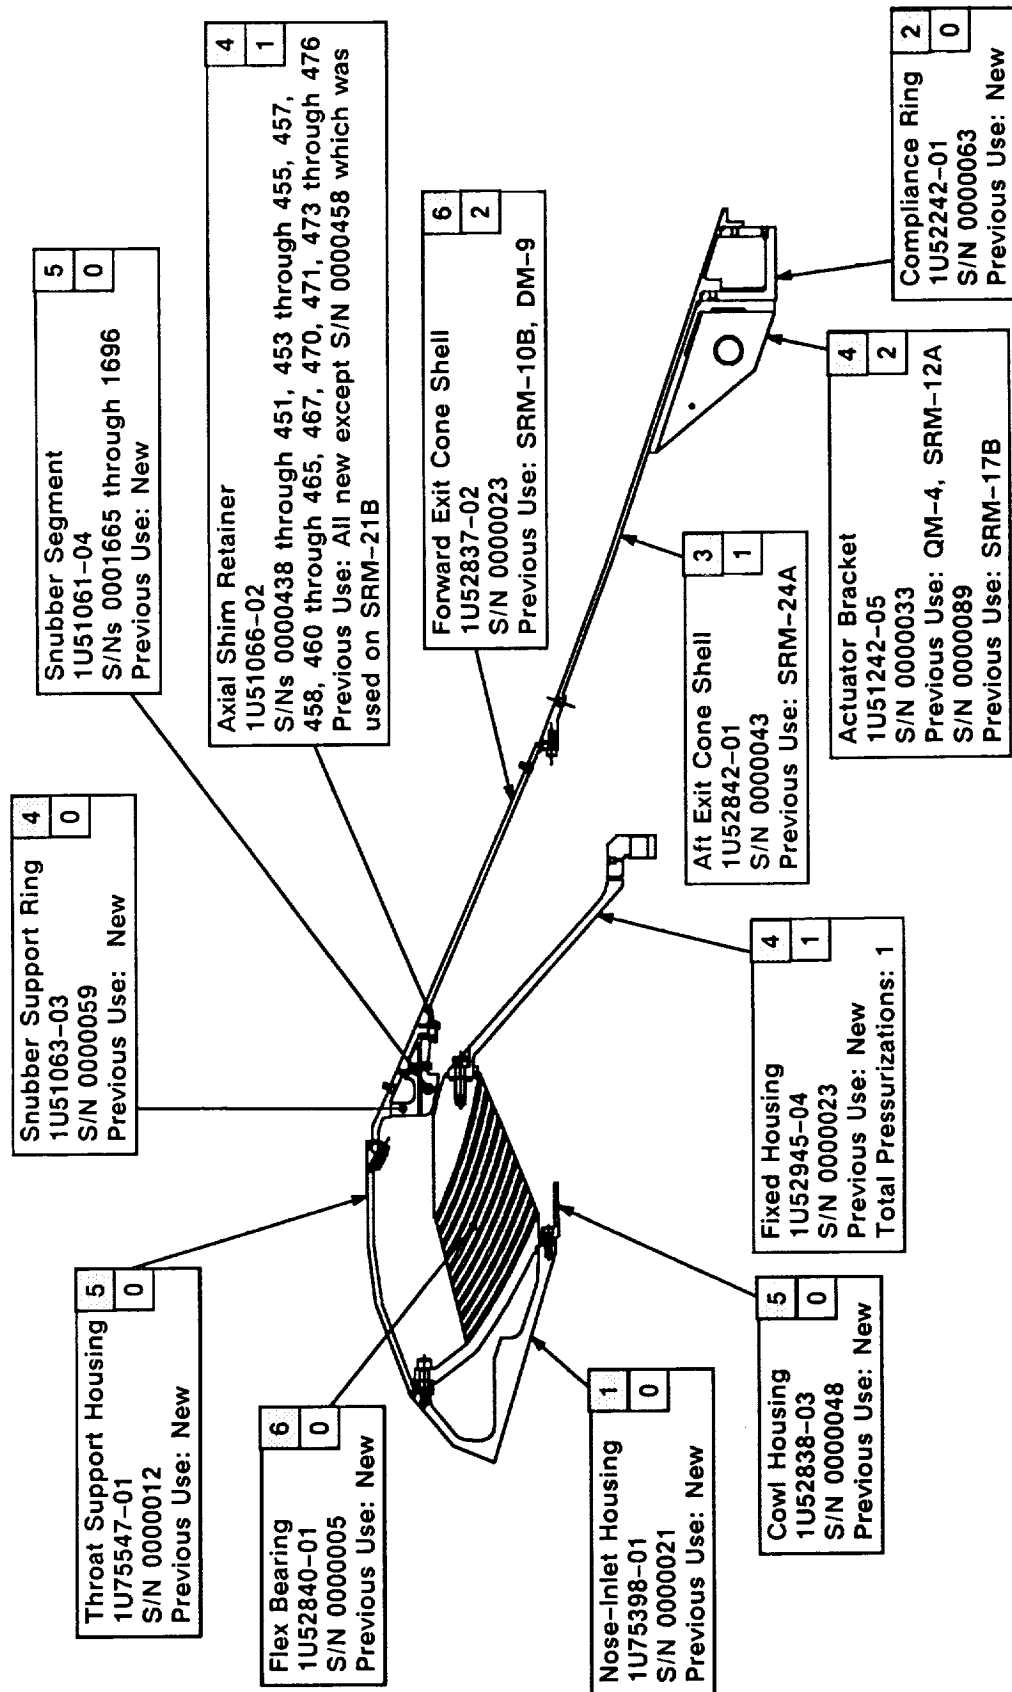 Throat Support Housing
5
0
1U75547-01
S/N 0000012
Previous Use: New
Snubber Support Ring
4
0
1U51063-03
S/N 0000059
Previous Use: New
Snubber Segment
5
0
1U51061-04
S/Ns 0001665 through 1696
Previous Use: New
Axial Shim Retainer
4
1
1U51066-02
S/Ns 0000438 through 451, 453 through 455, 457,
458, 460 through 465, 467, 470, 471, 473 through 476
Previous Use: All new except S/N 0000458 which was
used on SRM-21B
Flex Bearing
6
0
1U52840-01
S/N 0000005
Previous Use: New
Forward Exit Cone Shell
6
2
1U52837-02
S/N 0000023
Previous Use: SRM-10B, DM-9
Nose-Inlet Housing
1
0
1U75398-01
S/N 0000021
Previous Use: New
Cowl Housing
5
0
1U52838-03
S/N 0000048
Previous Use: New
Fixed Housing
4
1
1U52945-04
S/N 0000023
Previous Use: New
Total Pressurizations: 1
Aft Exit Cone Shell
3
1
1U52842-01
S/N 0000043
Previous Use: SRM-24A
Actuator Bracket
4
2
1U51242-05
S/N 0000033
Previous Use: QM-4, SRM-12A
S/N 0000089
Previous Use: SRM-17B
Compliance Ring
2
0
1U52242-01
S/N 0000063
Previous Use: New